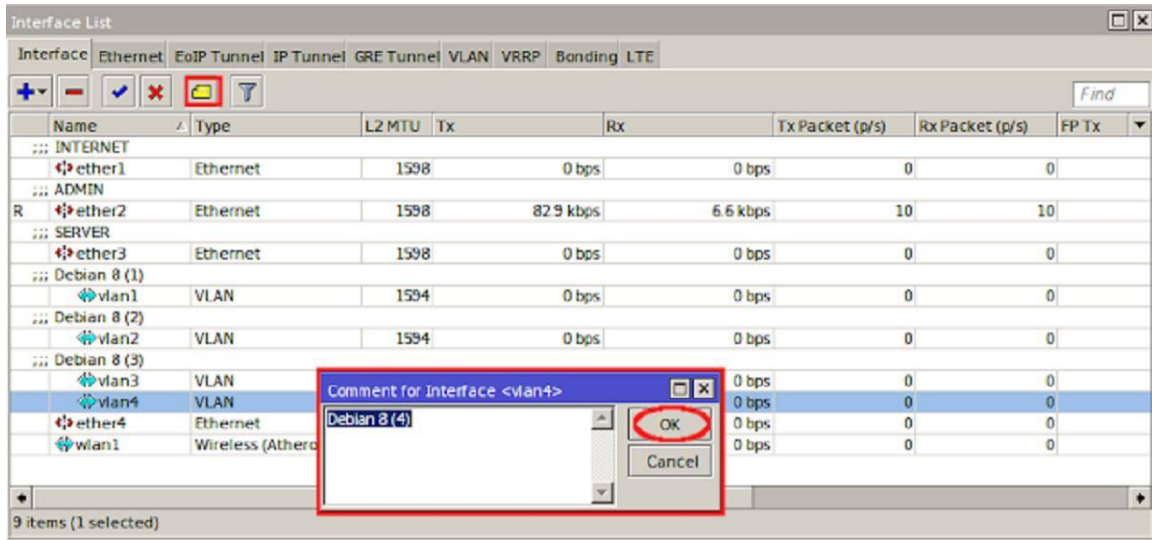 Interface List
Interface Ethernet EoIP Tunnel IP Tunnel GRE Tunnel VLAN VRRP Bonding LTE
Find
Name Type L2 MTU Tx Rx Tx Packet (p/s) Rx Packet (p/s) FP Tx
;;; INTERNET
ether1 Ethernet 1598 0 bps 0 bps 0 0
;;; ADMIN
R ether2 Ethernet 1598 82.9 kbps 6.6 kbps 10 10
;;; SERVER
ether3 Ethernet 1598 0 bps 0 bps 0 0
;;; Debian 8 (1)
vlan1 VLAN 1594 0 bps 0 bps 0 0
;;; Debian 8 (2)
vlan2 VLAN 1594 0 bps 0 bps 0 0
;;; Debian 8 (3)
vlan3 VLAN 0 bps 0 0
vlan4 VLAN 0 bps 0 0
ether4 Ethernet 0 bps 0 0
wlan1 Wireless (Athero 0 bps 0 0
Comment for Interface <vlan4>
Debian 8 (4)
OK
Cancel
9 items (1 selected)